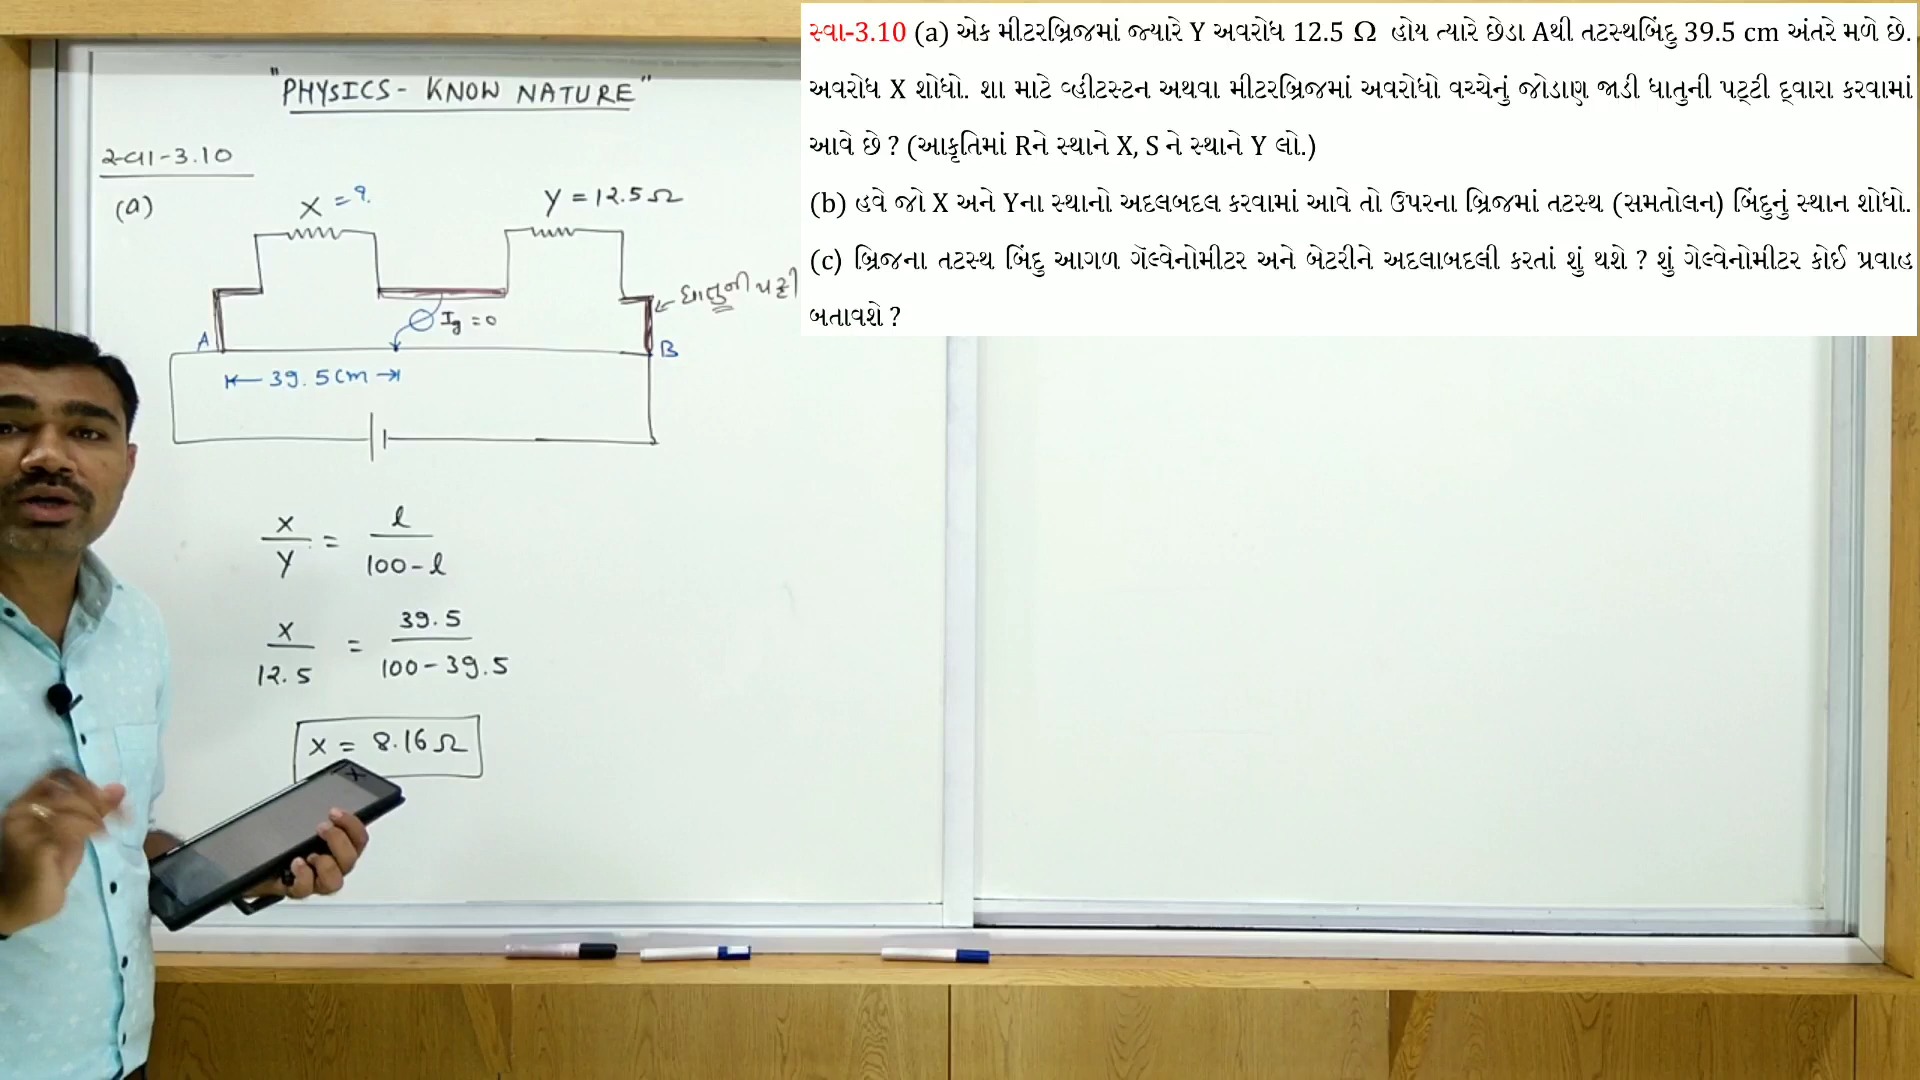 "PHYSICS - KNOW NATURE"
સ્વા-3.10
(a)
X = ?
Y = 12.5 Ω
ધાતુની પટ્ટી
Ig = 0
A
B
39.5 cm
X/Y = l/(100 - l)
X/12.5 = 39.5/(100 - 39.5)
X = 8.16 Ω
સ્વા-3.10 (a) એક મીટરબ્રિજમાં જ્યારે Y અવરોધ 12.5 Ω હોય ત્યારે છેડા Aથી તટસ્થબિંદુ 39.5 cm અંતરે મળે છે.
અવરોધ X શોધો. શા માટે વ્હીટસ્ટન અથવા મીટરબ્રિજમાં અવરોધો વચ્ચેનું જોડાણ જાડી ધાતુની પટ્ટી દ્વારા કરવામાં
આવે છે ? (આકૃતિમાં Rને સ્થાને X, S ને સ્થાને Y લો.)
(b) હવે જો X અને Yના સ્થાનો અદલબદલ કરવામાં આવે તો ઉપરના બ્રિજમાં તટસ્થ (સમતોલન) બિંદુનું સ્થાન શોધો.
(c) બ્રિજના તટસ્થ બિંદુ આગળ ગૅલ્વેનોમીટર અને બેટરીને અદલાબદલી કરતાં શું થશે ? શું ગેલ્વેનોમીટર કોઈ પ્રવાહ
બતાવશે ?